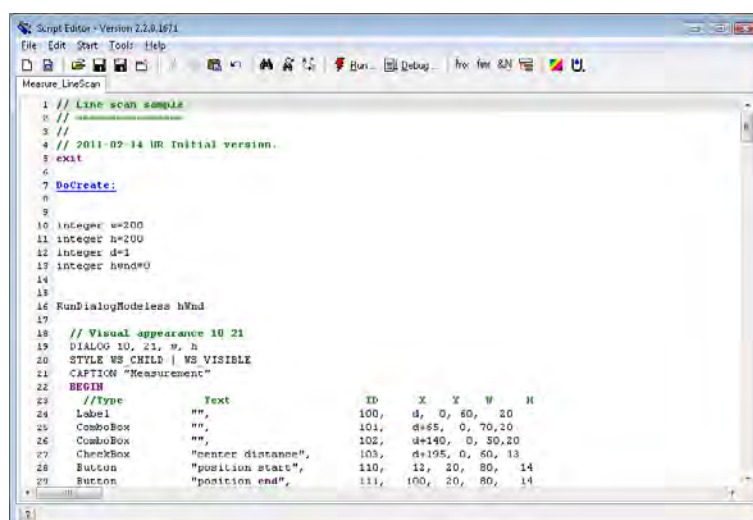 Script Editor - Version 2.2.0.1671
File Edit Start Tools Help
Run... Debug...
Measure_LineScan
1 // Line scan sample
2 // ================
3 //
4 // 2011-02-14 UR Initial version.
5 exit
6
7 DoCreate:
8
9
10 integer w=200
11 integer h=200
12 integer d=1
13 integer hwnd=0
14
15
16 RunDialogModeless hWnd
17
18 // Visual appearance 10 21
19 DIALOG 10, 21, w, h
20 STYLE WS_CHILD | WS_VISIBLE
21 CAPTION "Measurement"
22 BEGIN
23 //Type Text ID X Y W H
24 Label "", 100, d, 0, 60, 20
25 ComboBox "", 101, d+65, 0, 70,20
26 ComboBox "", 102, d+140, 0, 50,20
27 CheckBox "center distance", 103, d+195, 0, 60, 13
28 Button "position start", 110, 12, 20, 80, 14
29 Button "position end", 111, 100, 20, 80, 14